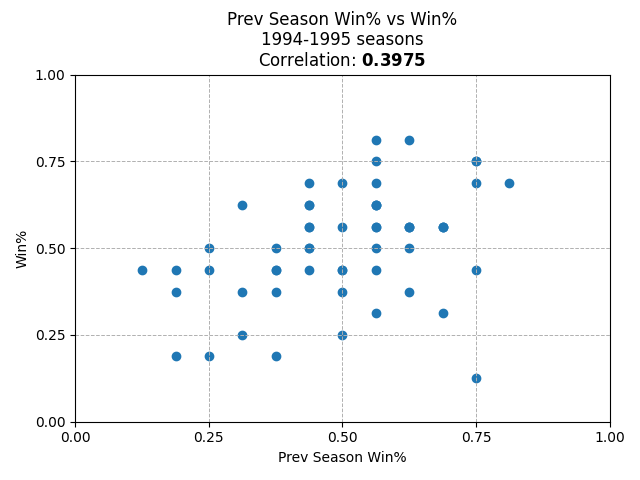 Prev Season Win% vs Win%
1994-1995 seasons
Correlation: 0.3975
1.00
0.75
0.50
0.25
0.00
Win%
0.00 0.25 0.50 0.75 1.00
Prev Season Win%